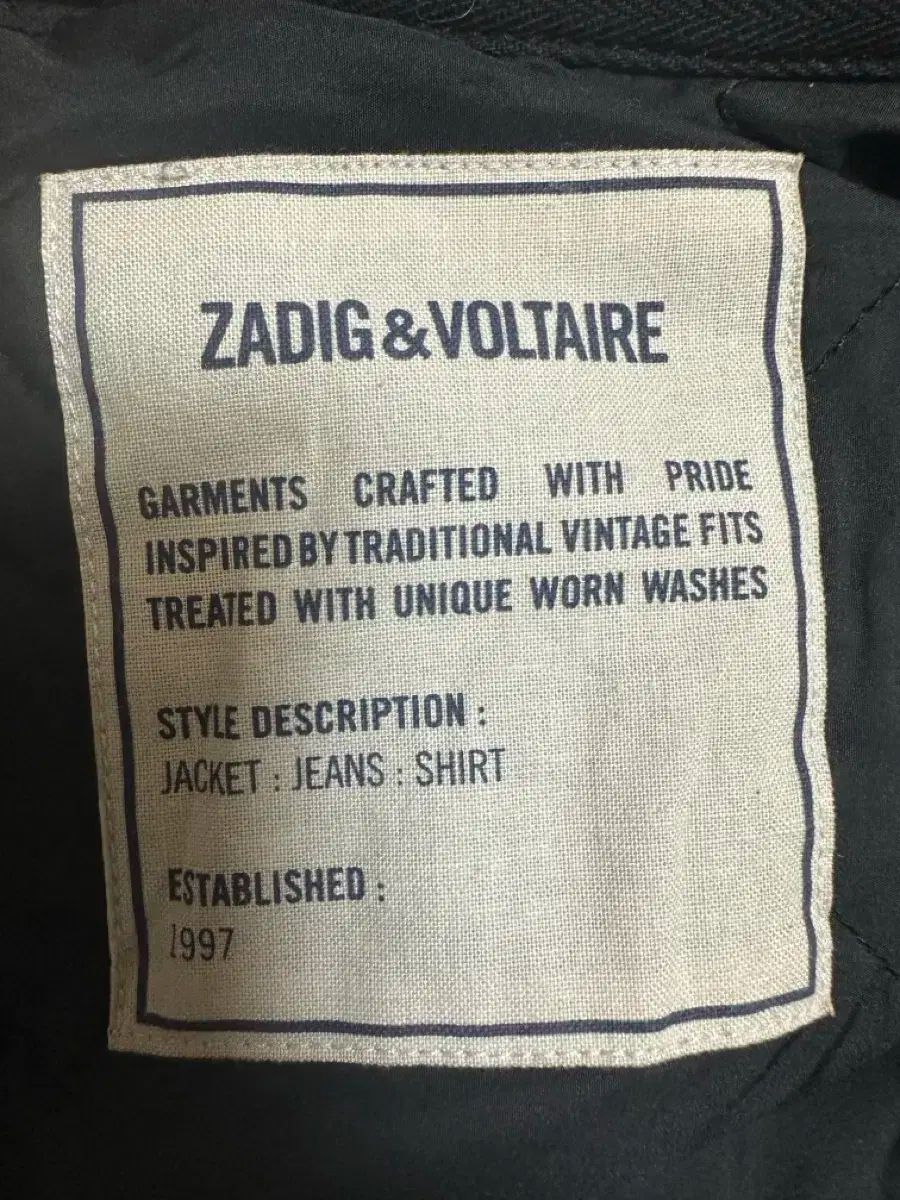 ZADIG&VOLTAIRE
GARMENTS CRAFTED WITH PRIDE
INSPIRED BY TRADITIONAL VINTAGE FITS
TREATED WITH UNIQUE WORN WASHES
STYLE DESCRIPTION :
JACKET : JEANS : SHIRT
ESTABLISHED :
1997